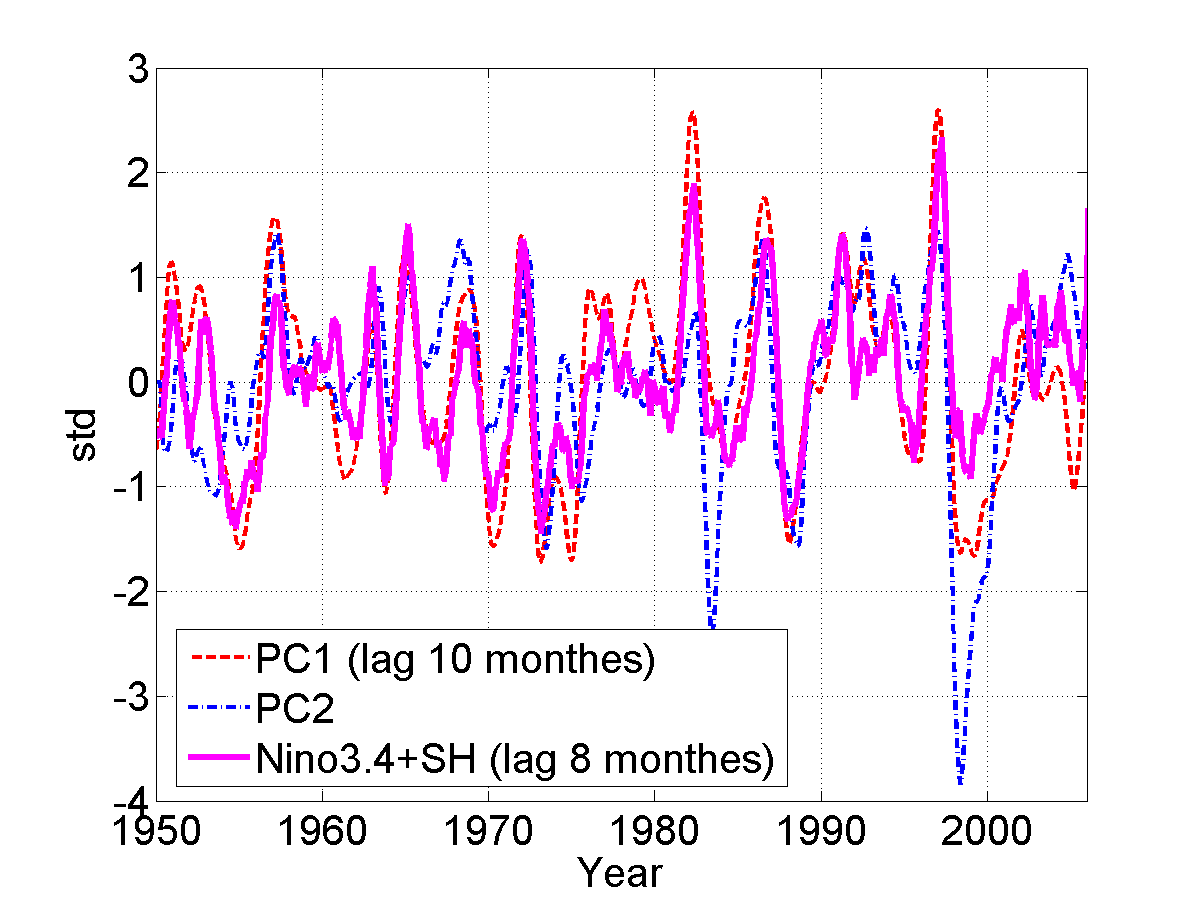 3
2
1
0
-1
-2
-3
-4
std
PC1 (lag 10 monthes)
PC2
Nino3.4+SH (lag 8 monthes)
1950 1960 1970 1980 1990 2000
Year